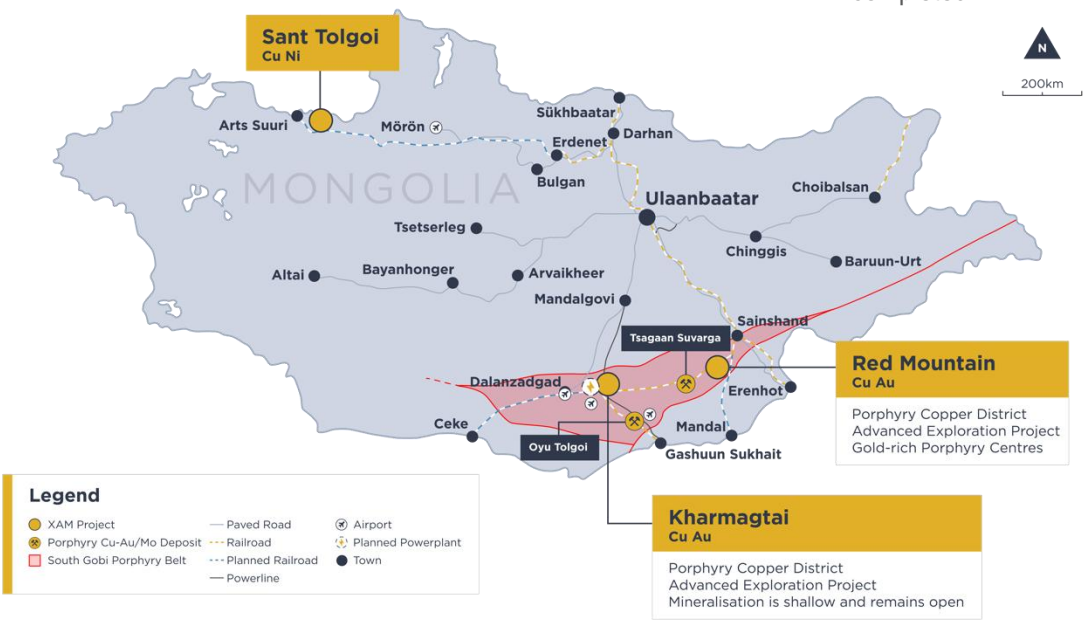 Sant Tolgoi
Cu Ni
N
200km
Arts Suuri
Mörön
Sükhbaatar
Darhan
Erdenet
Bulgan
MONGOLIA
Ulaanbaatar
Choibalsan
Tsetserleg
Chinggis
Baruun-Urt
Altai
Bayanhonger
Arvaikheer
Mandalgovi
Sainshand
Tsagaan Suvarga
Red Mountain
Cu Au
Porphyry Copper District
Advanced Exploration Project
Gold-rich Porphyry Centres
Dalanzadgad
Erenhot
Ceke
Mandal
Oyu Tolgoi
Gashuun Sukhait
Kharmagtai
Cu Au
Porphyry Copper District
Advanced Exploration Project
Mineralisation is shallow and remains open
Legend
XAM Project
Porphyry Cu-Au/Mo Deposit
South Gobi Porphyry Belt
Paved Road
Railroad
Planned Railroad
Powerline
Airport
Planned Powerplant
Town